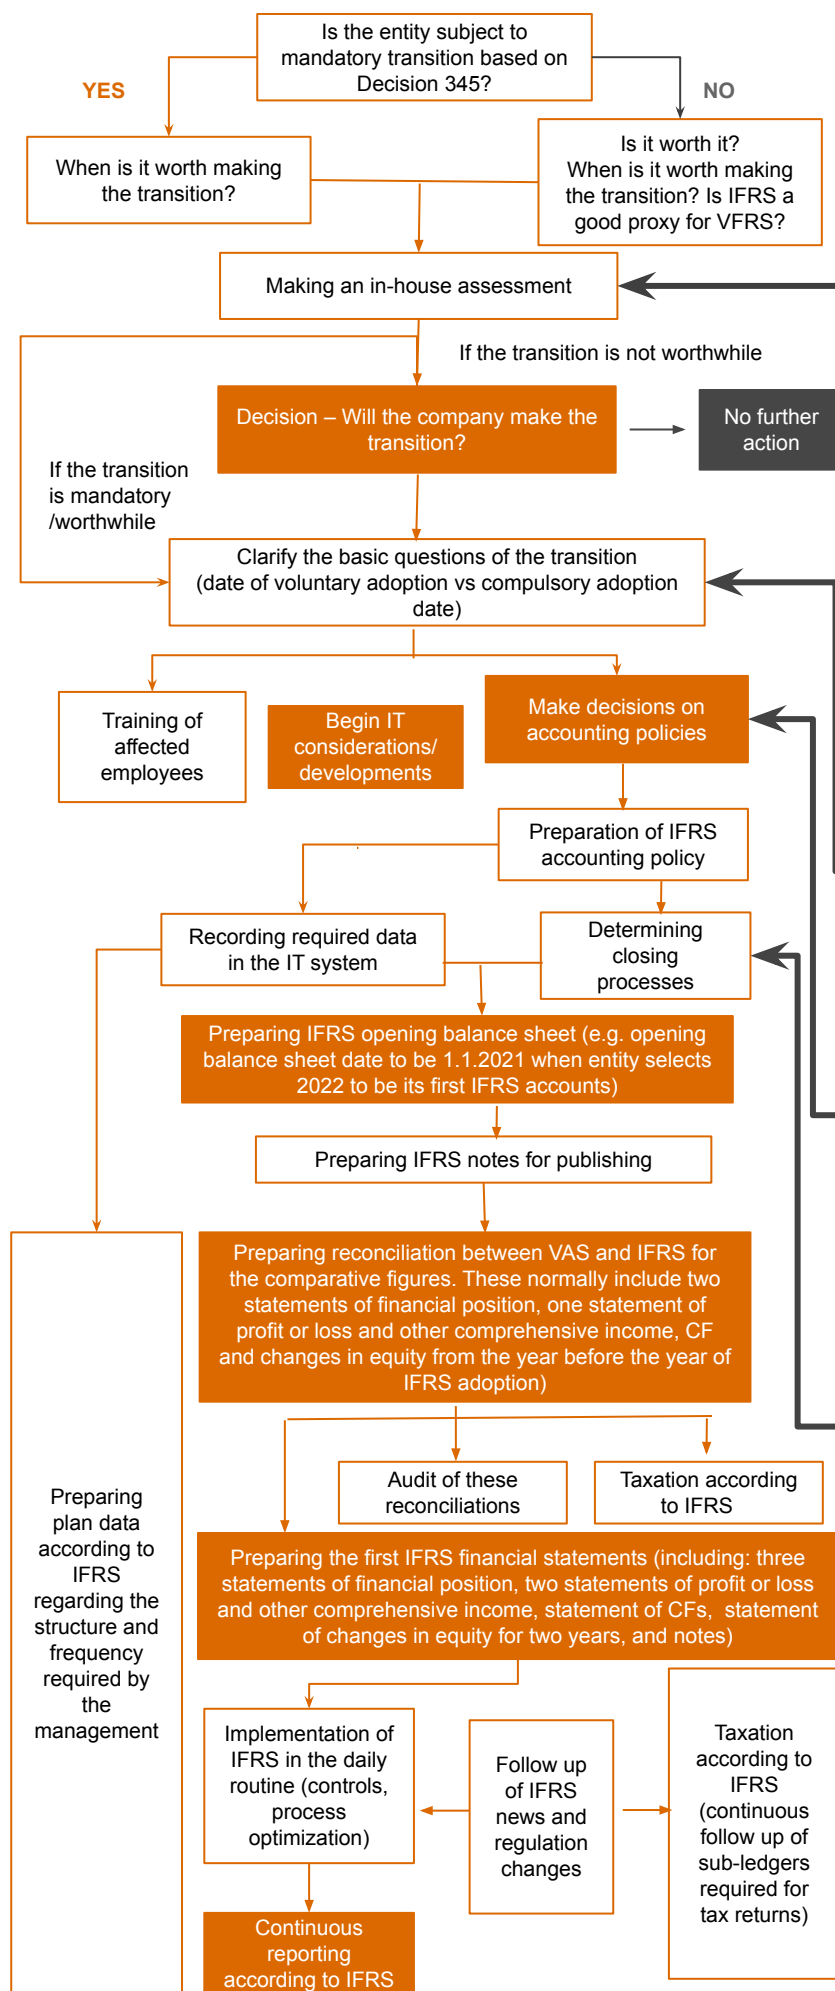 Is the entity subject to
mandatory transition based on
Decision 345?
YES
NO
When is it worth making
the transition?
Is it worth it?
When is it worth making
the transition? Is IFRS a
good proxy for VFRS?
Making an in-house assessment
If the transition is not worthwhile
Decision – Will the company make the
transition?
No further
action
If the transition
is mandatory
/worthwhile
Clarify the basic questions of the transition
(date of voluntary adoption vs compulsory adoption
date)
Training of
affected
employees
Begin IT
considerations/
developments
Make decisions on
accounting policies
Preparation of IFRS
accounting policy
Recording required data
in the IT system
Determining
closing
processes
Preparing IFRS opening balance sheet (e.g. opening
balance sheet date to be 1.1.2021 when entity selects
2022 to be its first IFRS accounts)
Preparing IFRS notes for publishing
Preparing reconciliation between VAS and IFRS for
the comparative figures. These normally include two
statements of financial position, one statement of
profit or loss and other comprehensive income, CF
and changes in equity from the year before the year of
IFRS adoption)
Audit of these
reconciliations
Taxation according
to IFRS
Preparing
plan data
according to
IFRS
regarding the
structure and
frequency
required by
the
management
Preparing the first IFRS financial statements (including: three
statements of financial position, two statements of profit or loss
and other comprehensive income, statement of CFs, statement
of changes in equity for two years, and notes)
Implementation of
IFRS in the daily
routine (controls,
process
optimization)
Follow up
of IFRS
news and
regulation
changes
Taxation
according to
IFRS
(continuous
follow up of
sub-ledgers
required for
tax returns)
Continuous
reporting
according to IFRS